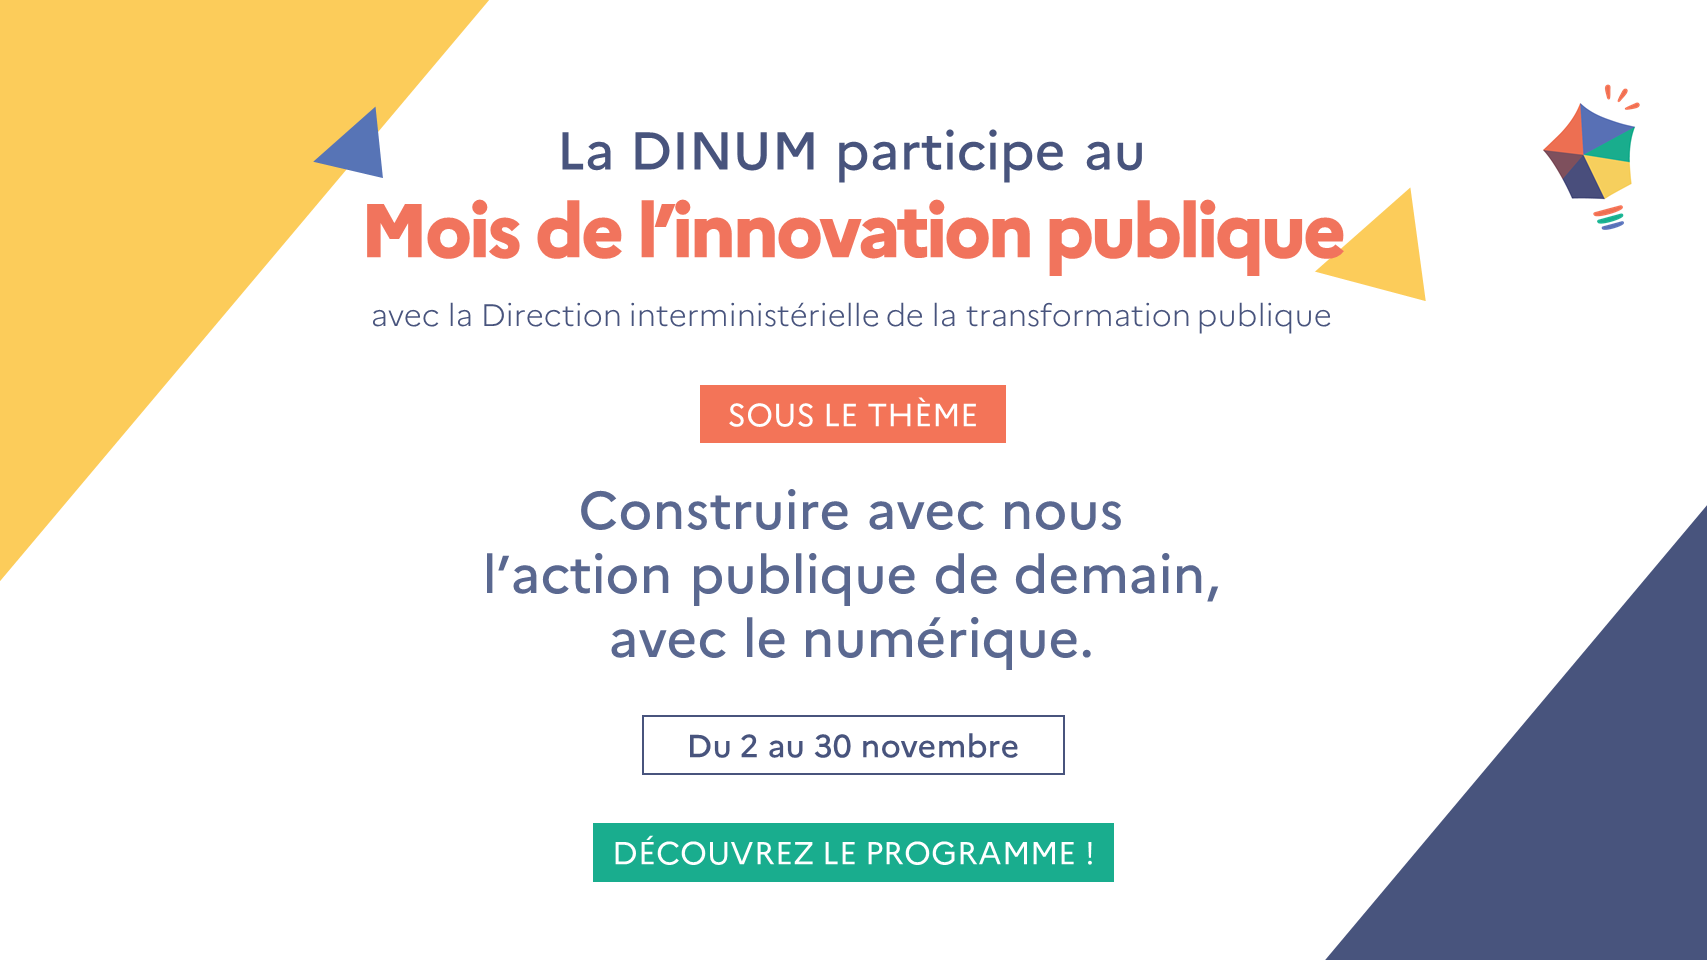 La DINUM participe au
Mois de l’innovation publique
avec la Direction interministérielle de la transformation publique
SOUS LE THÈME
Construire avec nous
l’action publique de demain,
avec le numérique.
Du 2 au 30 novembre
DÉCOUVREZ LE PROGRAMME !